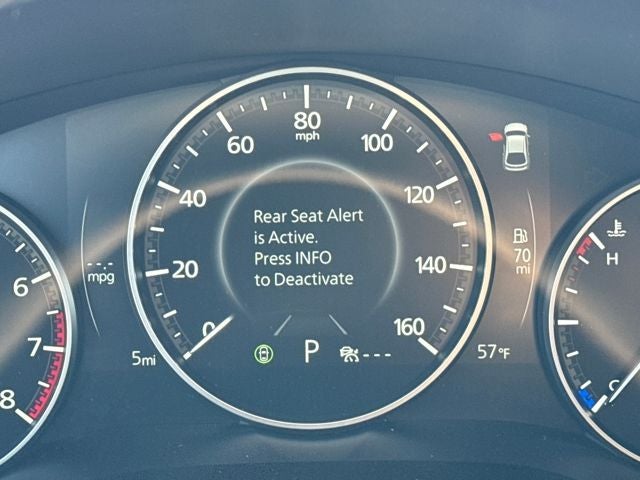 80
mph
60
100
40
120
Rear Seat Alert
is Active.
Press INFO
to Deactivate
6
--- mpg
20
140
70
mi
H
7
0
160
5mi
P
---
57°F
8
C